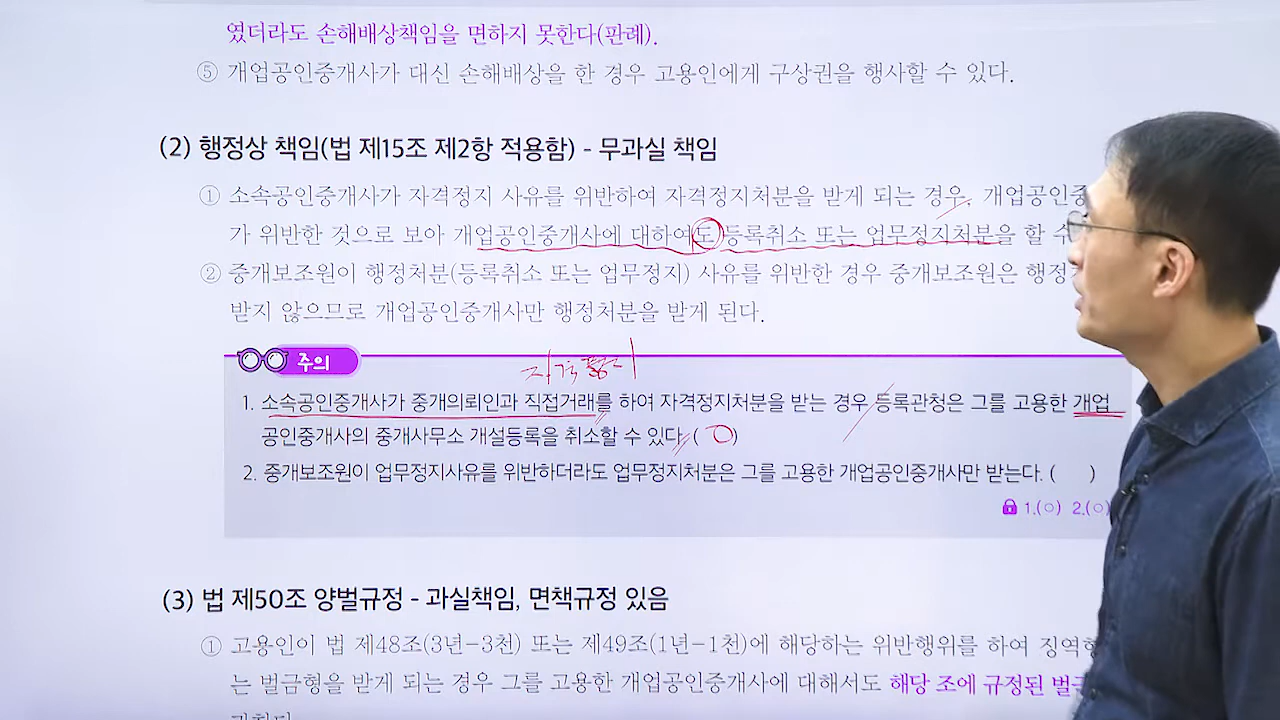 였더라도 손해배상책임을 면하지 못한다(판례).
⑤ 개업공인중개사가 대신 손해배상을 한 경우 고용인에게 구상권을 행사할 수 있다.
(2) 행정상 책임(법 제15조 제2항 적용함) - 무과실 책임
① 소속공인중개사가 자격정지 사유를 위반하여 자격정지처분을 받게 되는 경우, 개업공인중
가 위반한 것으로 보아 개업공인중개사에 대하여도 등록취소 또는 업무정지처분을 할 수
② 중개보조원이 행정처분(등록취소 또는 업무정지) 사유를 위반한 경우 중개보조원은 행정
받지 않으므로 개업공인중개사만 행정처분을 받게 된다.
주의
1. 소속공인중개사가 중개의뢰인과 직접거래를 하여 자격정지처분을 받는 경우 등록관청은 그를 고용한 개업
공인중개사의 중개사무소 개설등록을 취소할 수 있다. ( O )
2. 중개보조원이 업무정지사유를 위반하더라도 업무정지처분은 그를 고용한 개업공인중개사만 받는다. ( )
1.(○) 2.(○)
(3) 법 제50조 양벌규정 - 과실책임, 면책규정 있음
① 고용인이 법 제48조(3년-3천) 또는 제49조(1년-1천)에 해당하는 위반행위를 하여 징역형
는 벌금형을 받게 되는 경우 그를 고용한 개업공인중개사에 대해서도 해당 조에 규정된 벌금